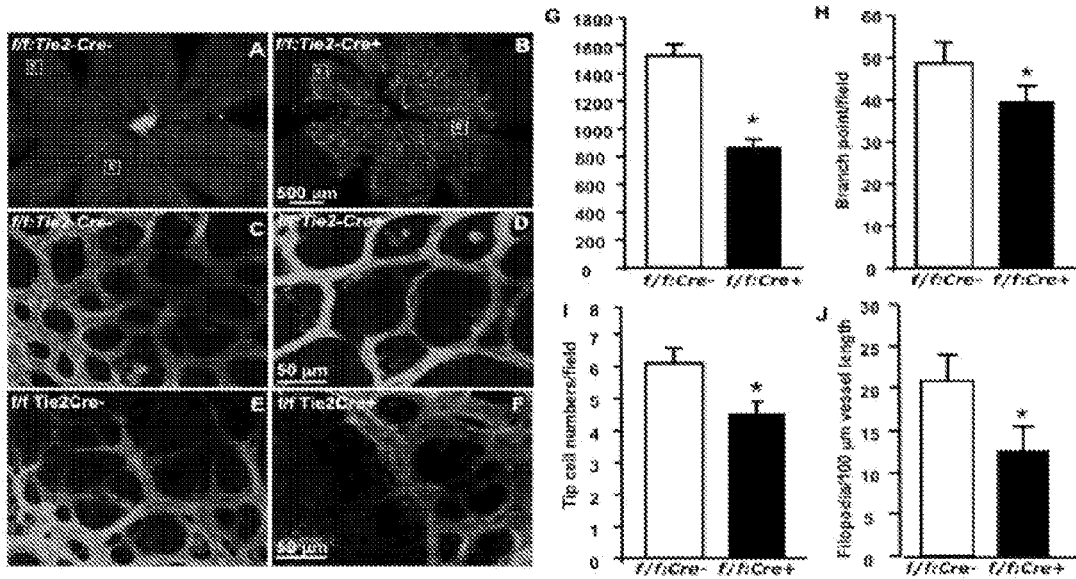 f/f:Tie2-Cre-
A
f/f:Tie2-Cre+
B
500 µm
f/f:Tie2-Cre-
C
f/f:Tie2-Cre+
D
50 µm
f/f Tie2Cre-
E
f/f Tie2Cre+
F
50 µm
G
1800
1600
1400
1200
1000
800
600
400
200
0
f/f:Cre-
f/f:Cre+
*
H
Branch point/field
60
50
40
30
20
10
0
f/f:Cre-
f/f:Cre+
*
I
Tip cell numbers/field
8
7
6
5
4
3
2
1
0
f/f:Cre-
f/f:Cre+
*
J
Filopodia/100 µm vessel length
30
25
20
15
10
5
0
f/f:Cre-
f/f:Cre+
*